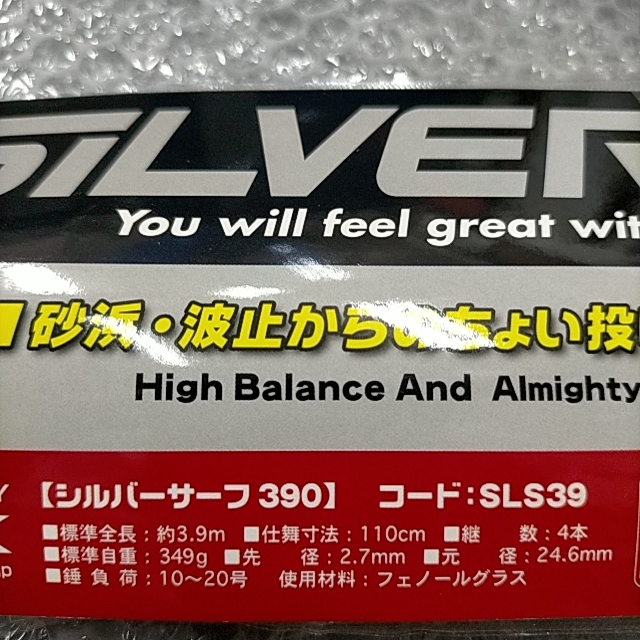 SILVER
You will feel great wit
砂浜・波止からのちょい投
High Balance And Almighty
【シルバーサーフ390】 コード:SLS39
■標準全長:約3.9m ■仕舞寸法:110cm ■継 数:4本
■標準自重:349g ■先 径:2.7mm ■元 径:24.6mm
■錘負荷:10〜20号 使用材料:フェノールグラス